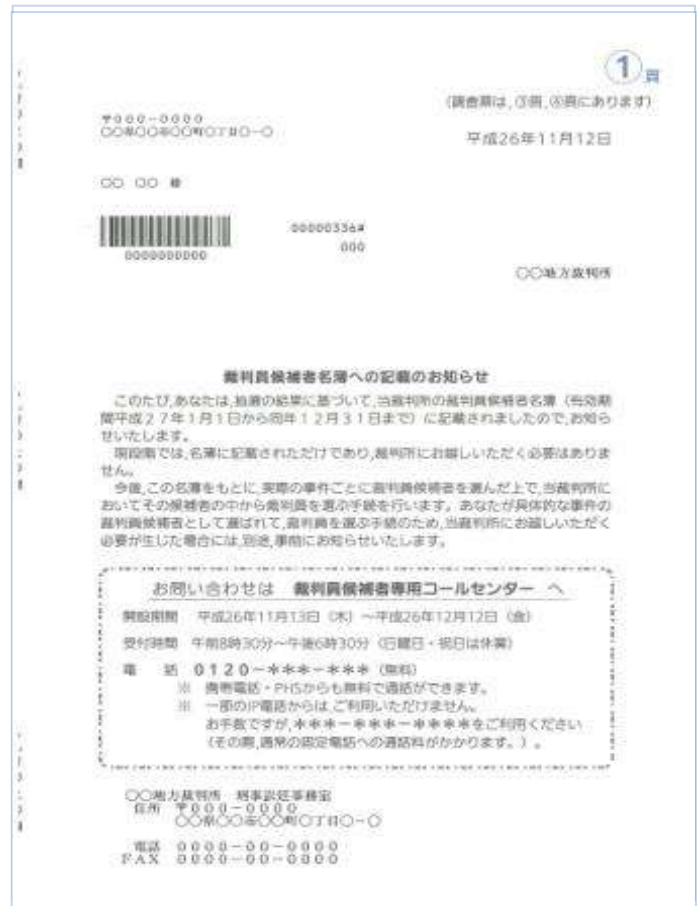 ①頁
(調査票は,③頁,④頁にあります)
〒000-0000
〇〇県〇〇市〇〇町〇丁目〇-〇
平成26年11月12日
〇〇 〇〇 様
00000336#
000
0000000000
〇〇地方裁判所
裁判員候補者名簿への記載のお知らせ
このたび,あなたは,抽選の結果に基づいて,当裁判所の裁判員候補者名簿(有効期
間平成27年1月1日から同年12月31日まで)に記載されましたので,お知ら
せいたします。
現段階では,名簿に記載されただけであり,裁判所にお越しいただく必要はありま
せん。
今後,この名簿をもとに,実際の事件ごとに裁判員候補者を選んだ上で,当裁判所に
おいてその候補者の中から裁判員を選ぶ手続を行います。あなたが具体的な事件の
裁判員候補者として選ばれて,裁判員を選ぶ手続のため,当裁判所にお越しいただく
必要が生じた場合には,別途,事前にお知らせいたします。
お問い合わせは 裁判員候補者専用コールセンター へ
開設期間 平成26年11月13日(木)~平成26年12月12日(金)
受付時間 午前8時30分~午後6時30分(日曜日・祝日は休業)
電 話 0120-***-***(無料)
※ 携帯電話・PHSからも無料で通話ができます。
※ 一部のIP電話からは,ご利用いただけません。
お手数ですが,***-***-****をご利用ください
(その際,通常の固定電話への通話料がかかります。)。
〇〇地方裁判所 刑事訟廷事務室
住所 〒000-0000
〇〇県〇〇市〇〇町〇丁目〇-〇
電話 0000-00-0000
FAX 0000-00-0000